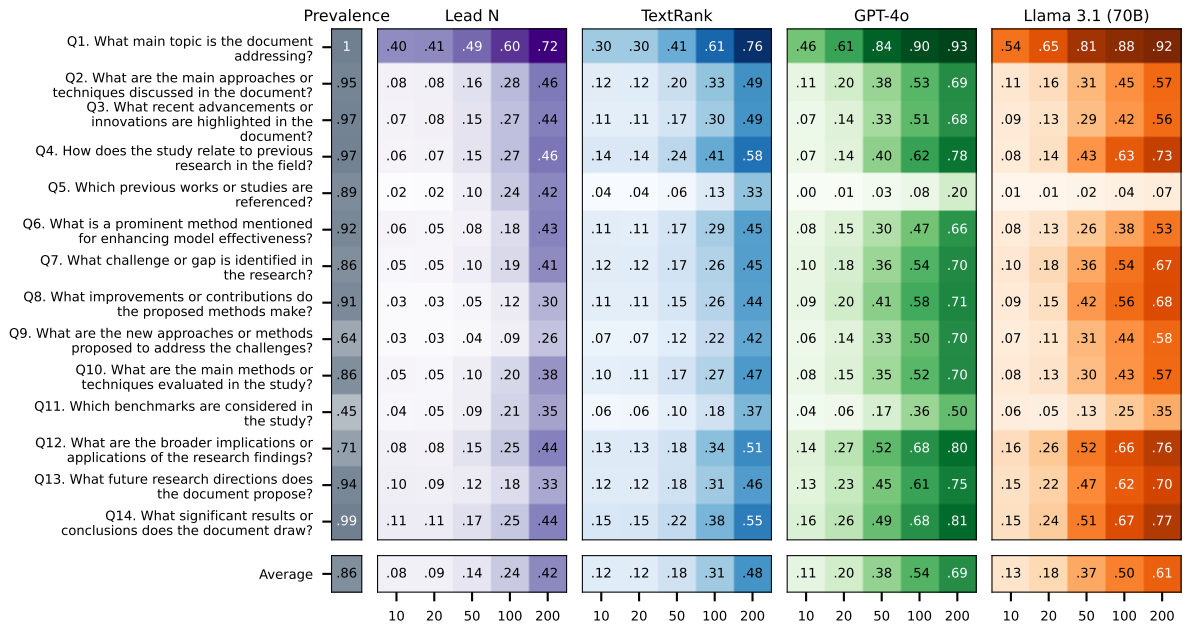 Prevalence Lead N TextRank GPT-4o Llama 3.1 (70B)
Q1. What main topic is the document
addressing?
1 .40 .41 .49 .60 .72 .30 .30 .41 .61 .76 .46 .61 .84 .90 .93 .54 .65 .81 .88 .92
Q2. What are the main approaches or
techniques discussed in the document?
.95 .08 .08 .16 .28 .46 .12 .12 .20 .33 .49 .11 .20 .38 .53 .69 .11 .16 .31 .45 .57
Q3. What recent advancements or
innovations are highlighted in the
document?
.97 .07 .08 .15 .27 .44 .11 .11 .17 .30 .49 .07 .14 .33 .51 .68 .09 .13 .29 .42 .56
Q4. How does the study relate to previous
research in the field?
.97 .06 .07 .15 .27 .46 .14 .14 .24 .41 .58 .07 .14 .40 .62 .78 .08 .14 .43 .63 .73
Q5. Which previous works or studies are
referenced?
.89 .02 .02 .10 .24 .42 .04 .04 .06 .13 .33 .00 .01 .03 .08 .20 .01 .01 .02 .04 .07
Q6. What is a prominent method mentioned
for enhancing model effectiveness?
.92 .06 .05 .08 .18 .43 .11 .11 .17 .29 .45 .08 .15 .30 .47 .66 .08 .13 .26 .38 .53
Q7. What challenge or gap is identified in
the research?
.86 .05 .05 .10 .19 .41 .12 .12 .17 .26 .45 .10 .18 .36 .54 .70 .10 .18 .36 .54 .67
Q8. What improvements or contributions do
the proposed methods make?
.91 .03 .03 .05 .12 .30 .11 .11 .15 .26 .44 .09 .20 .41 .58 .71 .09 .15 .42 .56 .68
Q9. What are the new approaches or methods
proposed to address the challenges?
.64 .03 .03 .04 .09 .26 .07 .07 .12 .22 .42 .06 .14 .33 .50 .70 .07 .11 .31 .44 .58
Q10. What are the main methods or
techniques evaluated in the study?
.86 .05 .05 .10 .20 .38 .10 .11 .17 .27 .47 .08 .15 .35 .52 .70 .08 .13 .30 .43 .57
Q11. Which benchmarks are considered in
the study?
.45 .04 .05 .09 .21 .35 .06 .06 .10 .18 .37 .04 .06 .17 .36 .50 .06 .05 .13 .25 .35
Q12. What are the broader implications or
applications of the research findings?
.71 .08 .08 .15 .25 .44 .13 .13 .18 .34 .51 .14 .27 .52 .68 .80 .16 .26 .52 .66 .76
Q13. What future research directions does
the document propose?
.94 .10 .09 .12 .18 .33 .12 .12 .18 .31 .46 .13 .23 .45 .61 .75 .15 .22 .47 .62 .70
Q14. What significant results or
conclusions does the document draw?
.99 .11 .11 .17 .25 .44 .15 .15 .22 .38 .55 .16 .26 .49 .68 .81 .15 .24 .51 .67 .77
Average .86 .08 .09 .14 .24 .42 .12 .12 .18 .31 .48 .11 .20 .38 .54 .69 .13 .18 .37 .50 .61
10 20 50 100 200 10 20 50 100 200 10 20 50 100 200 10 20 50 100 200